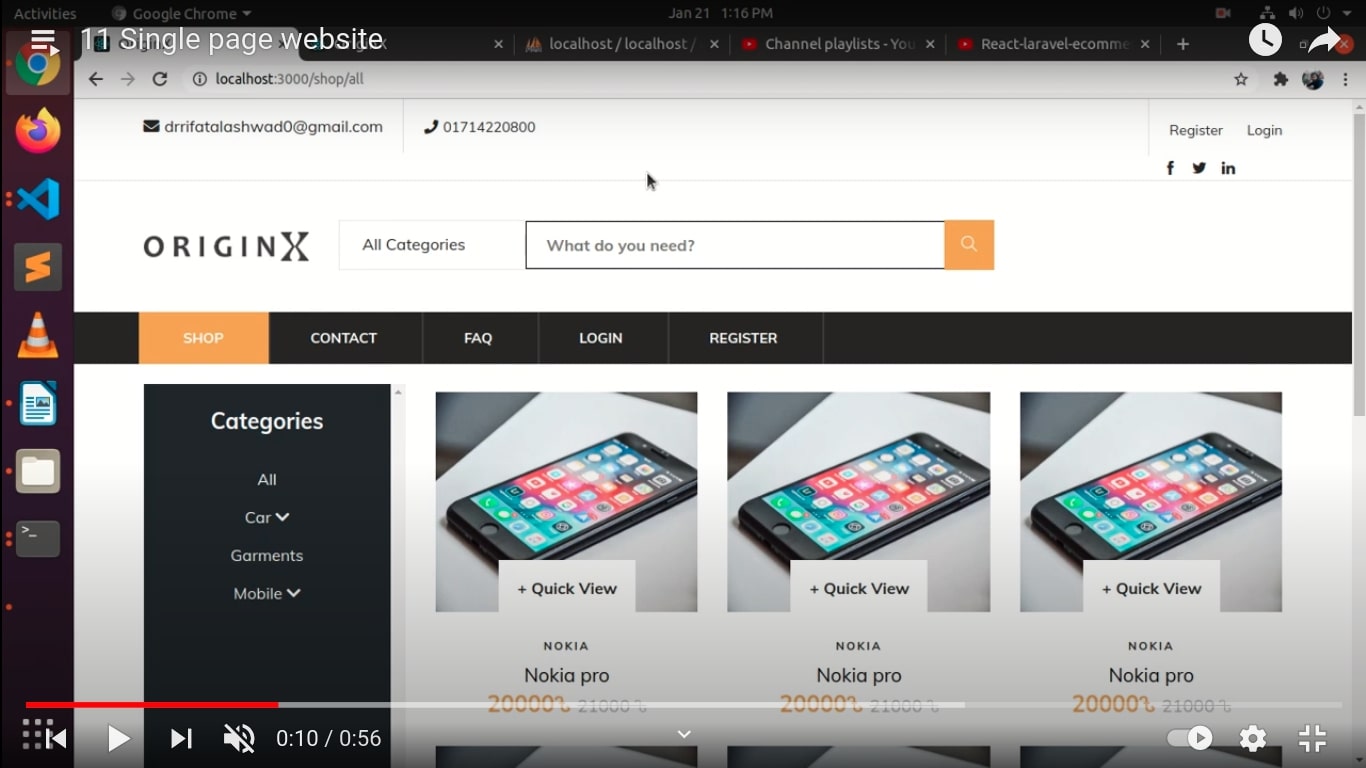 Activities Google Chrome Jan 21 1:16 PM
11 Single page website
localhost / localhost / Channel playlists - You React-laravel-ecomme
localhost:3000/shop/all
drrifatalashwad0@gmail.com 01714220800 Register Login
ORIGINX All Categories What do you need?
SHOP CONTACT FAQ LOGIN REGISTER
Categories
All
Car
Garments
Mobile
+ Quick View + Quick View + Quick View
NOKIA NOKIA NOKIA
Nokia pro Nokia pro Nokia pro
20000৳ 21000৳ 20000৳ 21000৳ 20000৳ 21000৳
0:10 / 0:56